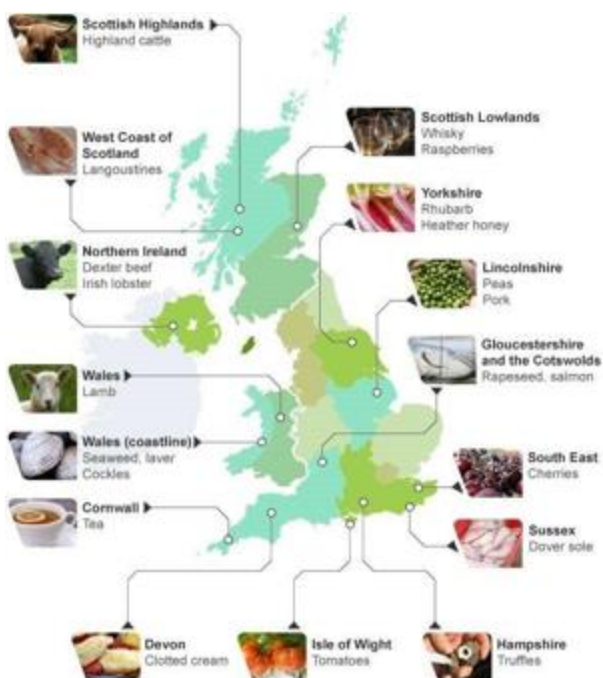 Scottish Highlands
Highland cattle
West Coast of
Scotland
Langoustines
Northern Ireland
Dexter beef
Irish lobster
Wales
Lamb
Wales (coastline)
Seaweed, laver
Cockles
Cornwall
Tea
Scottish Lowlands
Whisky
Raspberries
Yorkshire
Rhubarb
Heather honey
Lincolnshire
Peas
Pork
Gloucestershire
and the Cotswolds
Rapeseed, salmon
South East
Cherries
Sussex
Dover sole
Devon
Clotted cream
Isle of Wight
Tomatoes
Hampshire
Truffles